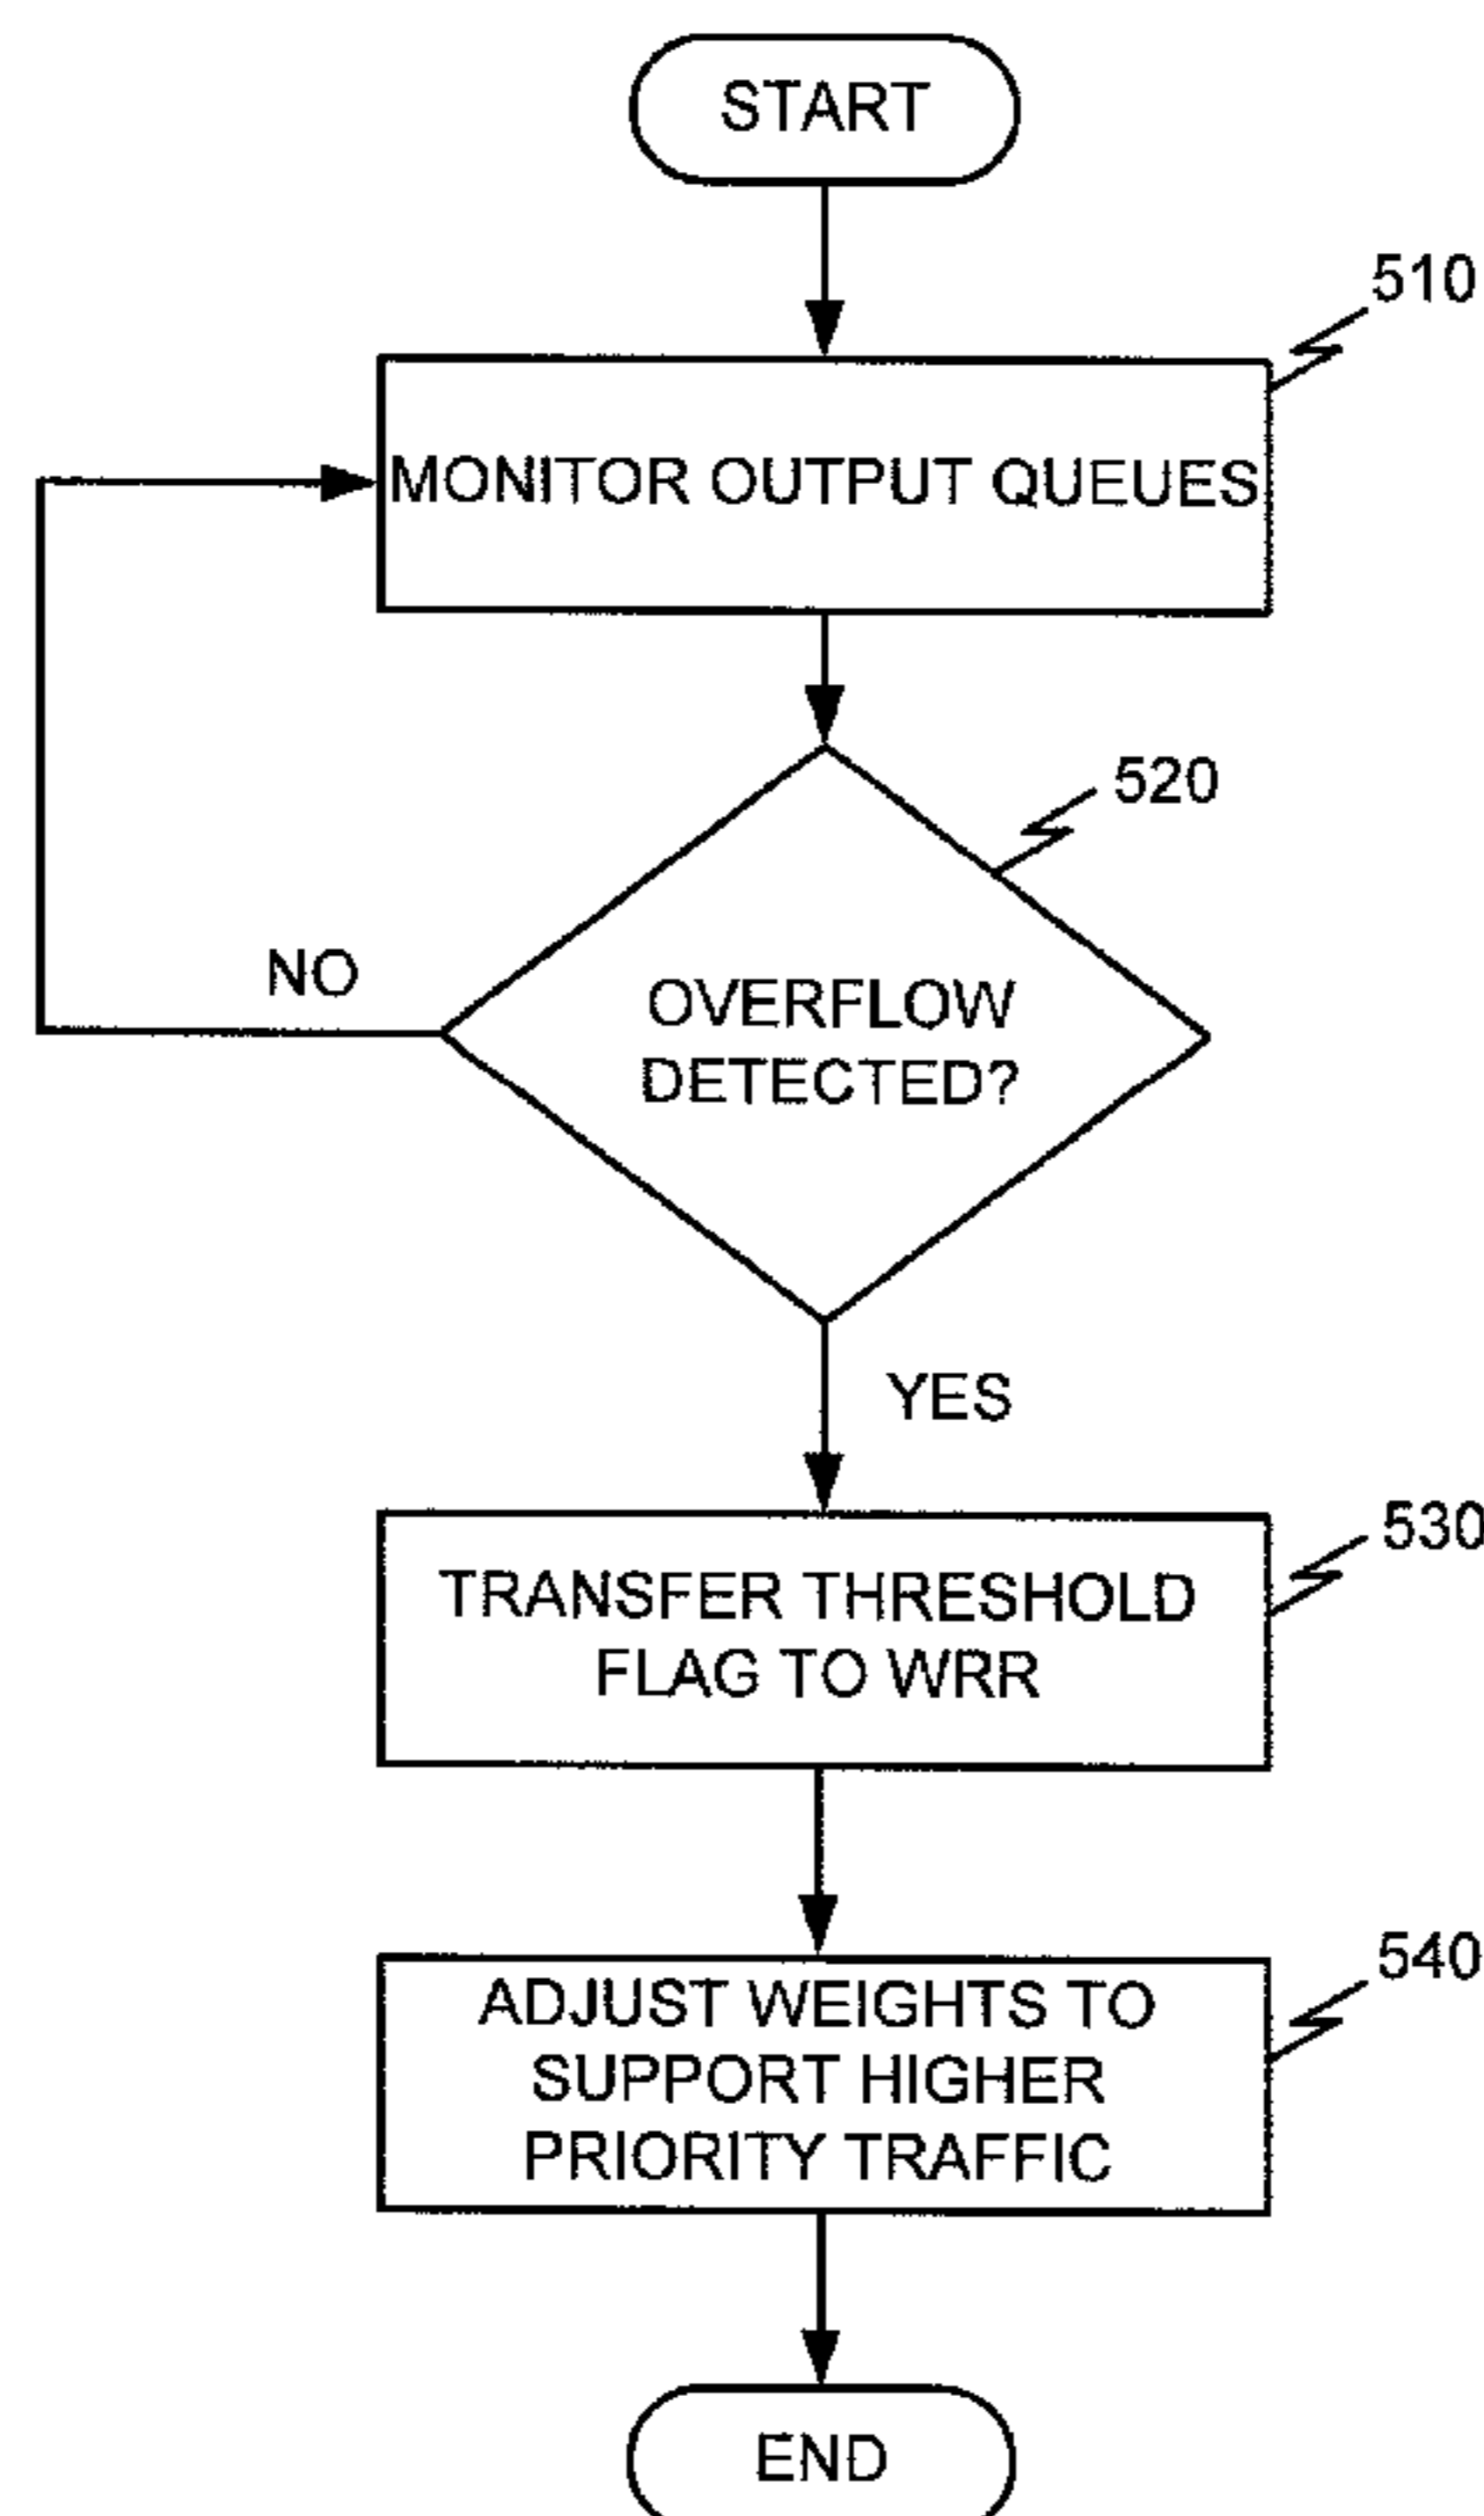 START
510
MONITOR OUTPUT QUEUES
520
NO
OVERFLOW
DETECTED?
YES
530
TRANSFER THRESHOLD
FLAG TO WRR
540
ADJUST WEIGHTS TO
SUPPORT HIGHER
PRIORITY TRAFFIC
END